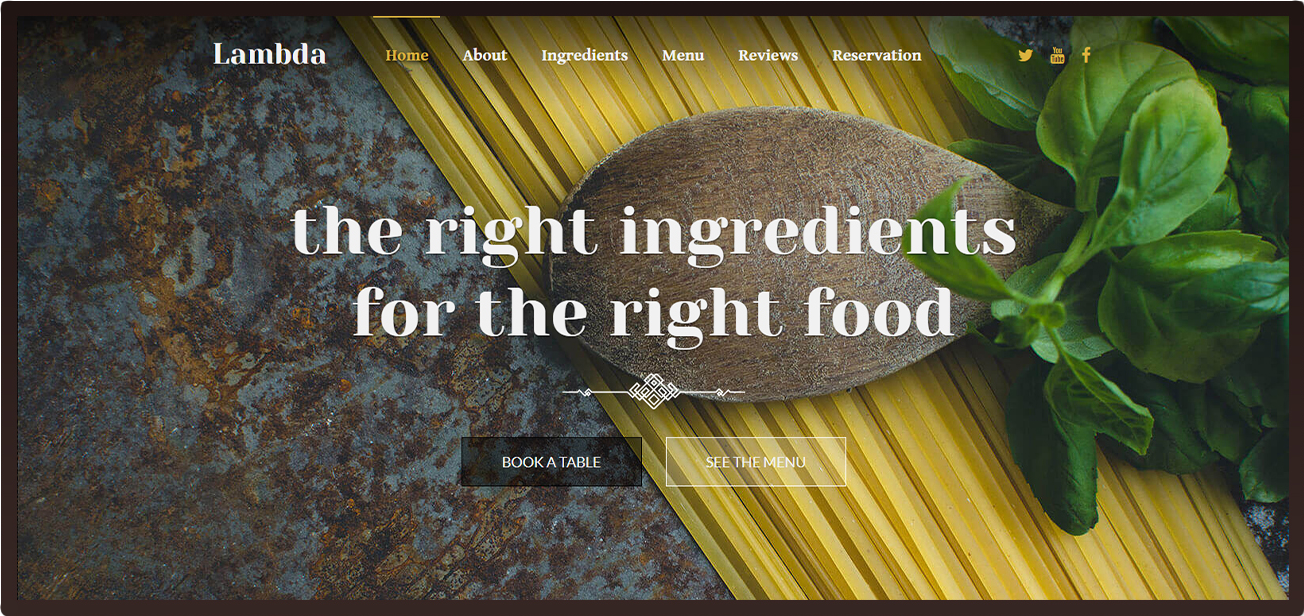 Lambda
Home About Ingredients Menu Reviews Reservation
You
Tube
the right ingredients
for the right food
BOOK A TABLE
SEE THE MENU